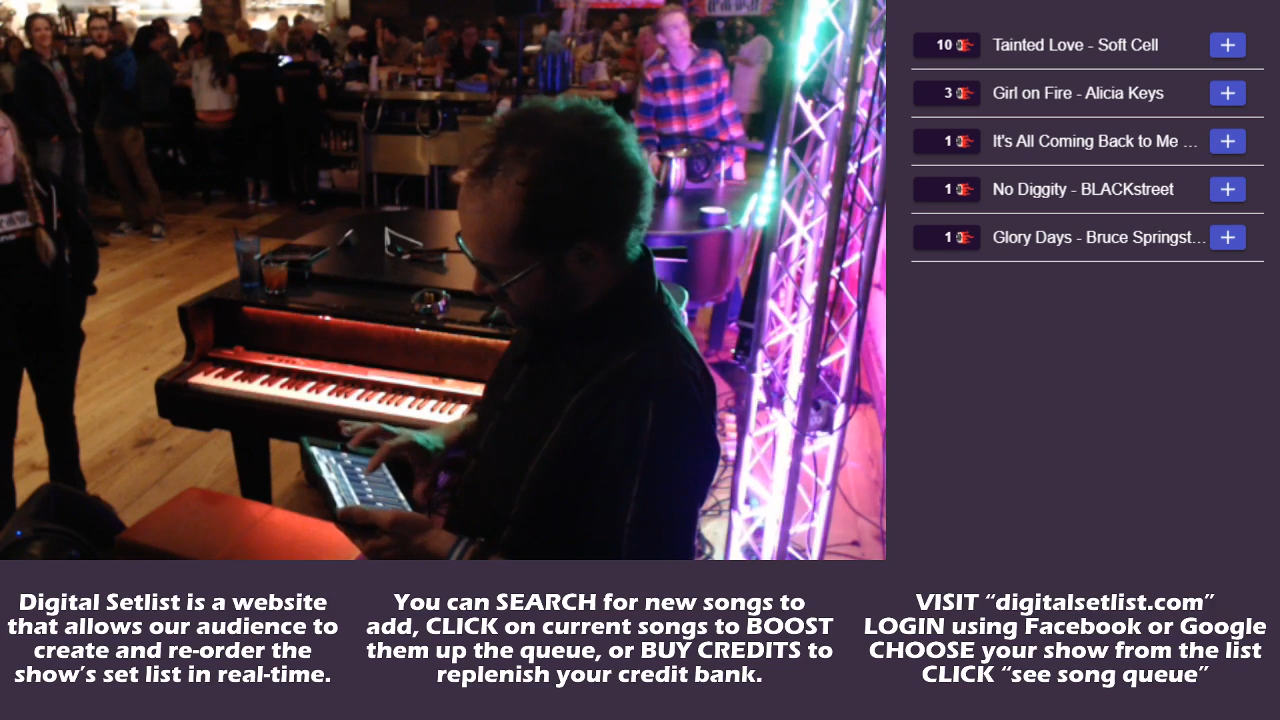 10 Tainted Love - Soft Cell +
3 Girl on Fire - Alicia Keys +
1 It's All Coming Back to Me ... +
1 No Diggity - BLACKstreet +
1 Glory Days - Bruce Springst... +
Digital Setlist is a website
that allows our audience to
create and re-order the
show's set list in real-time.
You can SEARCH for new songs to
add, CLICK on current songs to BOOST
them up the queue, or BUY CREDITS to
replenish your credit bank.
VISIT “digitalsetlist.com”
LOGIN using Facebook or Google
CHOOSE your show from the list
CLICK “see song queue”